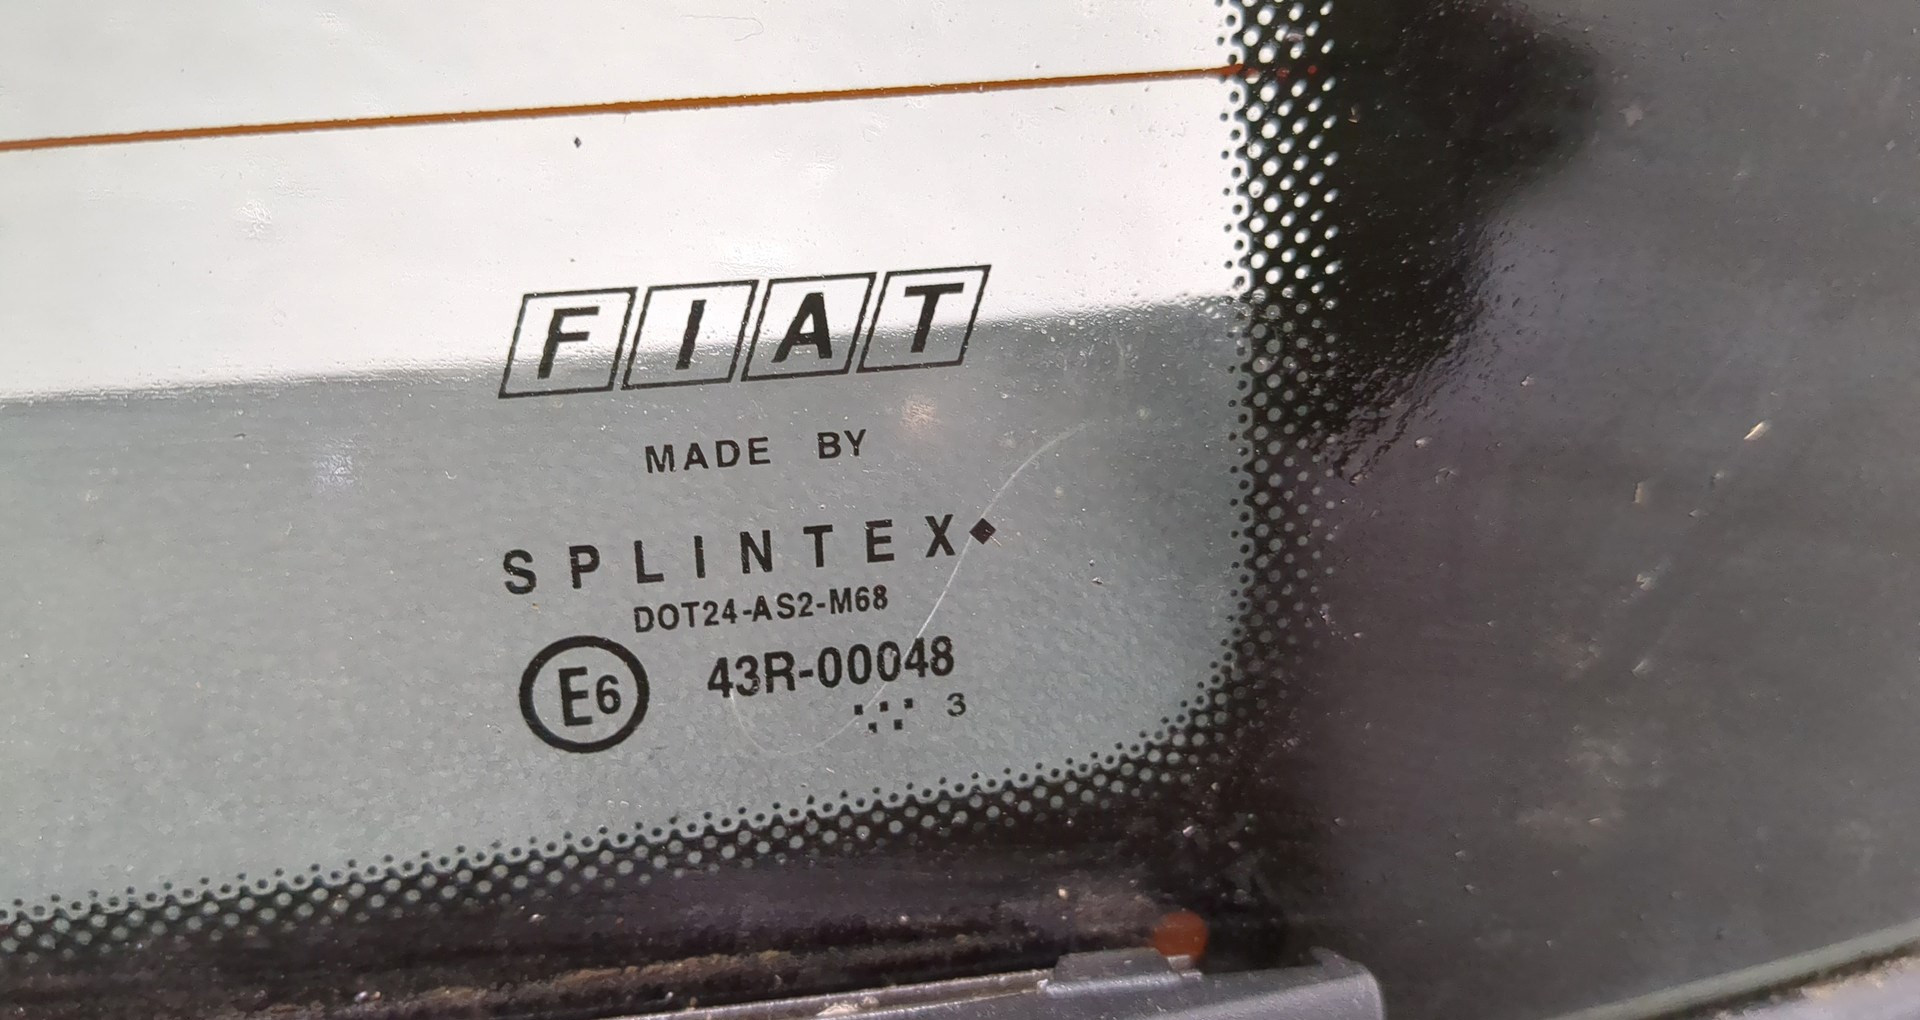 FIAT
MADE BY
SPLINTEX
DOT24-AS2-M68
E6 43R-00048
3